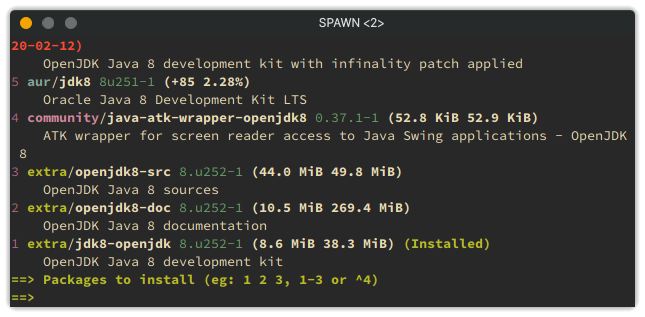 SPAWN <2>
20-02-12)
OpenJDK Java 8 development kit with infinality patch applied
5 aur/jdk8 8u251-1 (+85 2.28%)
Oracle Java 8 Development Kit LTS
4 community/java-atk-wrapper-openjdk8 0.37.1-1 (52.8 KiB 52.9 KiB)
ATK wrapper for screen reader access to Java Swing applications - OpenJDK
8
3 extra/openjdk8-src 8.u252-1 (44.0 MiB 49.8 MiB)
OpenJDK Java 8 sources
2 extra/openjdk8-doc 8.u252-1 (10.5 MiB 269.4 MiB)
OpenJDK Java 8 documentation
1 extra/jdk8-openjdk 8.u252-1 (8.6 MiB 38.3 MiB) (Installed)
OpenJDK Java 8 development kit
==> Packages to install (eg: 1 2 3, 1-3 or ^4)
==>